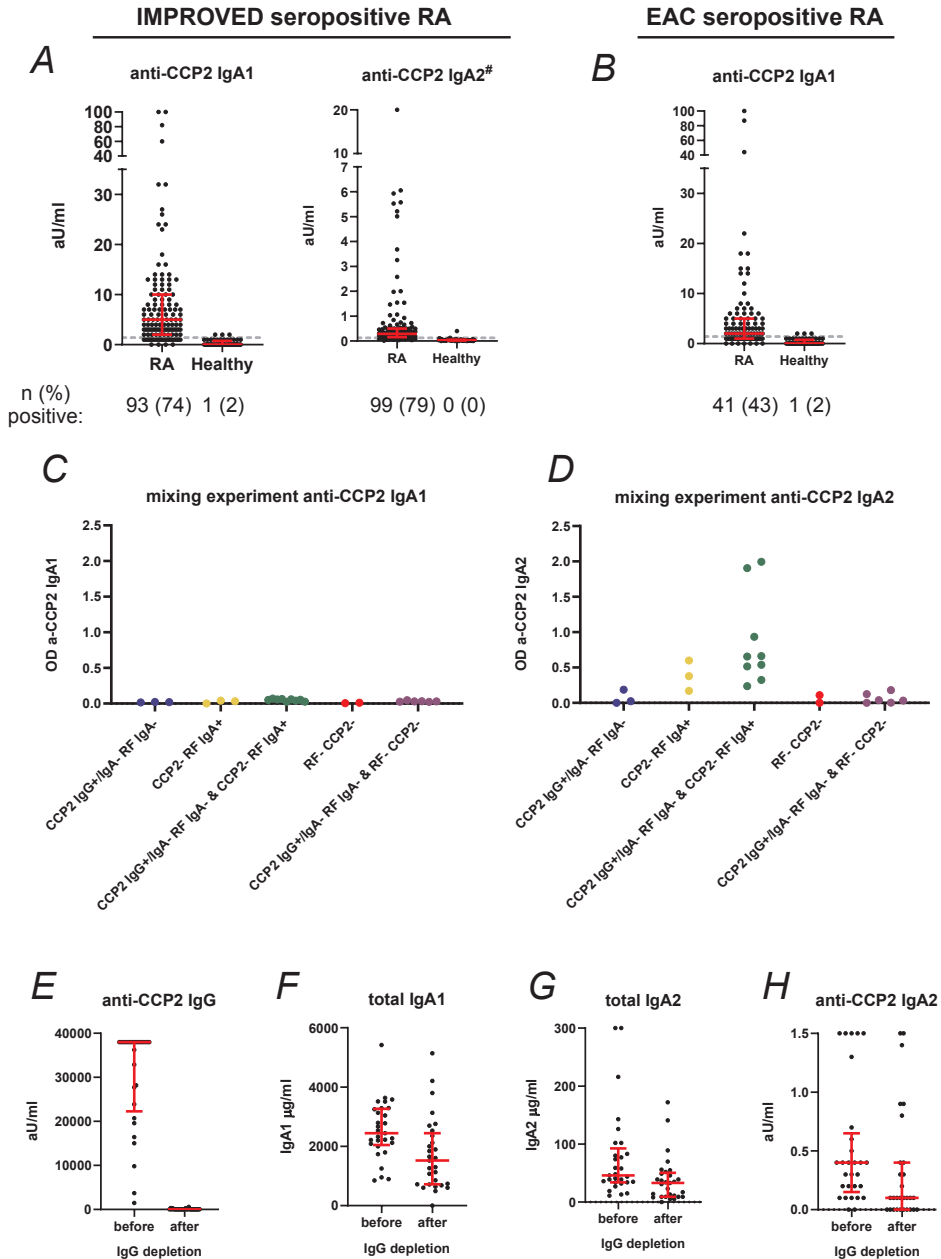 IMPROVED seropositive RA
EAC seropositive RA
A
anti-CCP2 IgA1
aU/ml
100
80
60
40
30
20
10
0
RA
Healthy
anti-CCP2 IgA2#
20
10
7
6
5
4
3
2
1
0
RA
Healthy
B
anti-CCP2 IgA1
aU/ml
100
80
60
40
30
20
10
0
RA
Healthy
n (%)
positive:
93 (74) 1 (2)
99 (79) 0 (0)
41 (43) 1 (2)
C
mixing experiment anti-CCP2 IgA1
OD a-CCP2 IgA1
2.5
2.0
1.5
1.0
0.5
0.0
CCP2 IgG+/IgA- RF IgA-
CCP2- RF IgA+
CCP2 IgG+/IgA- RF IgA- & CCP2- RF IgA+
RF- CCP2-
CCP2 IgG+/IgA- RF IgA- & RF- CCP2-
D
mixing experiment anti-CCP2 IgA2
OD a-CCP2 IgA2
2.5
2.0
1.5
1.0
0.5
0.0
CCP2 IgG+/IgA- RF IgA-
CCP2- RF IgA+
CCP2 IgG+/IgA- RF IgA- & CCP2- RF IgA+
RF- CCP2-
CCP2 IgG+/IgA- RF IgA- & RF- CCP2-
E
anti-CCP2 IgG
aU/ml
40000
30000
20000
10000
0
before
after
IgG depletion
F
total IgA1
IgA1 µg/ml
6000
4000
2000
0
before
after
IgG depletion
G
total IgA2
IgA2 µg/ml
300
200
100
0
before
after
IgG depletion
H
anti-CCP2 IgA2
aU/ml
1.5
1.0
0.5
0.0
before
after
IgG depletion